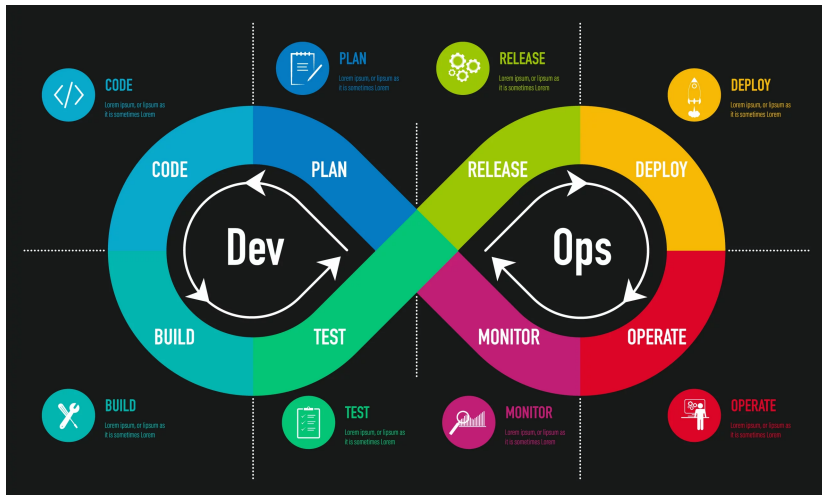 PLAN
Lorem ipsum, or lipsum as
it is sometimes Lorem
RELEASE
Lorem ipsum, or lipsum as
it is sometimes Lorem
CODE
Lorem ipsum, or lipsum as
it is sometimes Lorem
DEPLOY
Lorem ipsum, or lipsum as
it is sometimes Lorem
CODE
PLAN
RELEASE
DEPLOY
Dev
Ops
BUILD
TEST
MONITOR
OPERATE
BUILD
Lorem ipsum, or lipsum as
it is sometimes Lorem
TEST
Lorem ipsum, or lipsum as
it is sometimes Lorem
MONITOR
Lorem ipsum, or lipsum as
it is sometimes Lorem
OPERATE
Lorem ipsum, or lipsum as
it is sometimes Lorem